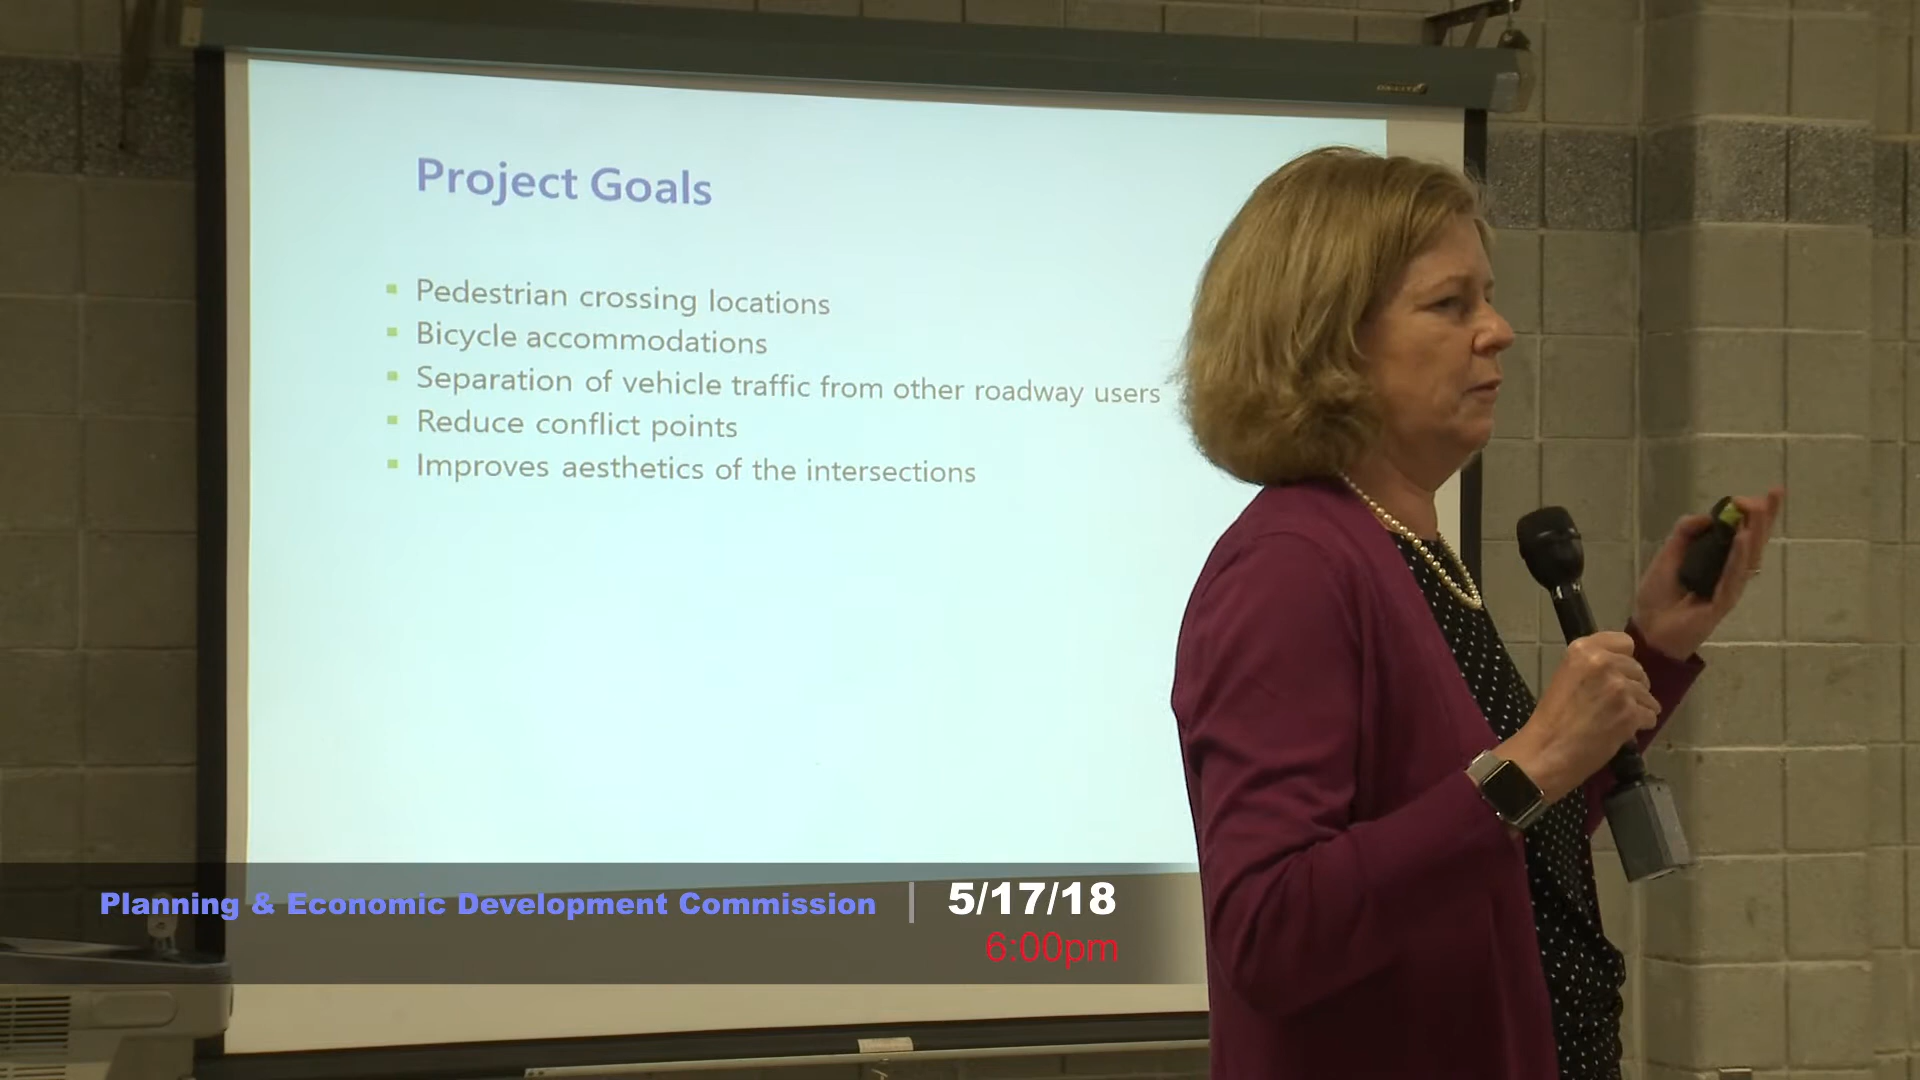 Project Goals
Pedestrian crossing locations
Bicycle accommodations
Separation of vehicle traffic from other roadway users
Reduce conflict points
Improves aesthetics of the intersections
Planning & Economic Development Commission | 5/17/18
6:00pm